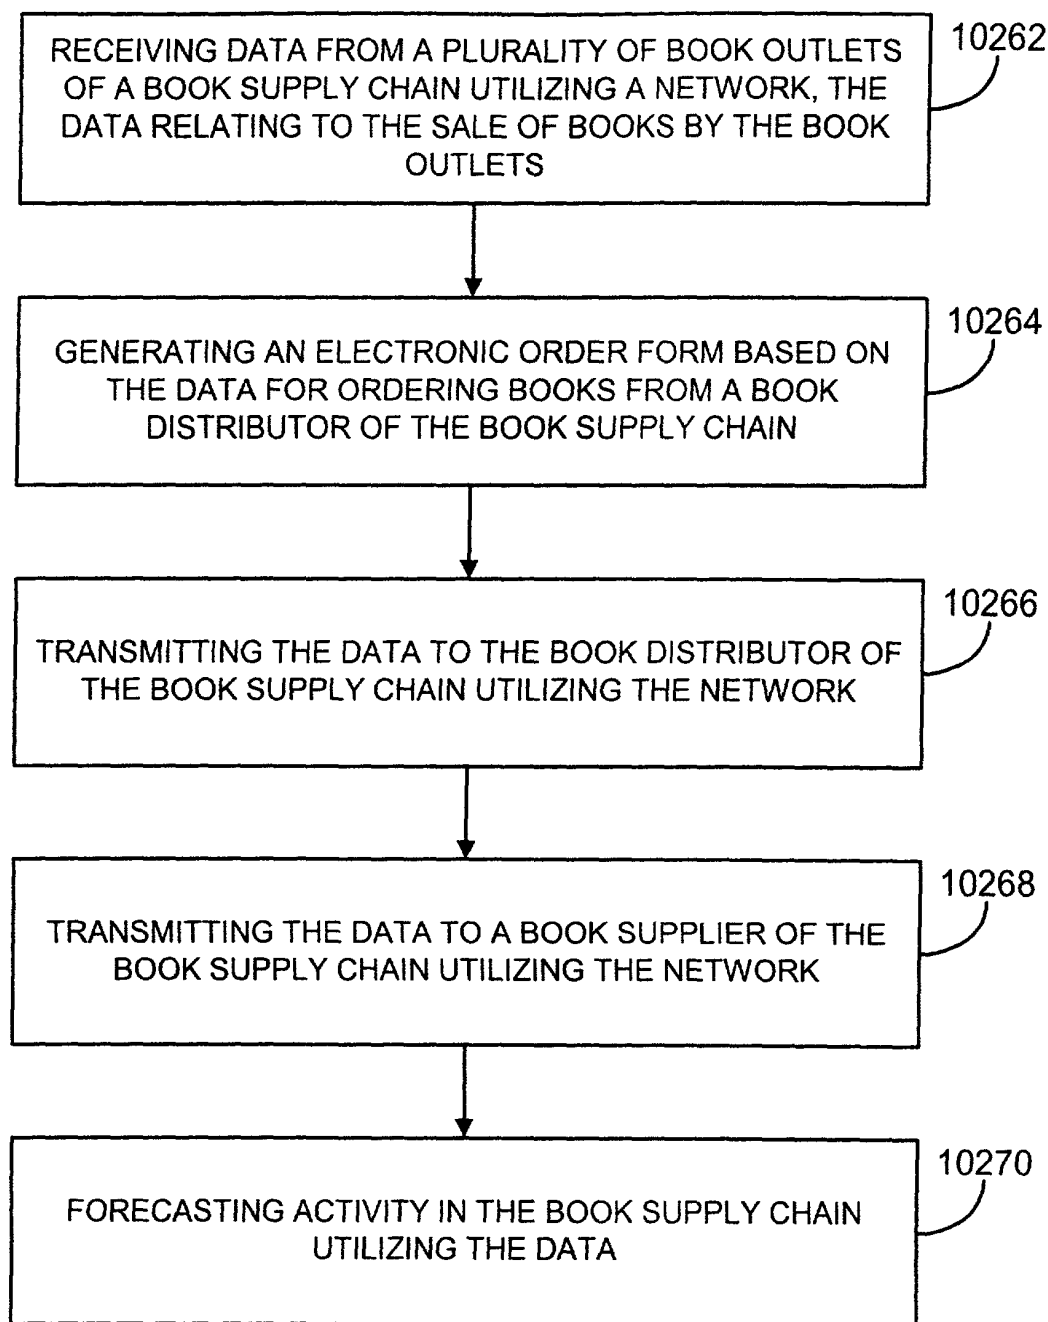 RECEIVING DATA FROM A PLURALITY OF BOOK OUTLETS
OF A BOOK SUPPLY CHAIN UTILIZING A NETWORK, THE
DATA RELATING TO THE SALE OF BOOKS BY THE BOOK
OUTLETS
10262
GENERATING AN ELECTRONIC ORDER FORM BASED ON
THE DATA FOR ORDERING BOOKS FROM A BOOK
DISTRIBUTOR OF THE BOOK SUPPLY CHAIN
10264
TRANSMITTING THE DATA TO THE BOOK DISTRIBUTOR OF
THE BOOK SUPPLY CHAIN UTILIZING THE NETWORK
10266
TRANSMITTING THE DATA TO A BOOK SUPPLIER OF THE
BOOK SUPPLY CHAIN UTILIZING THE NETWORK
10268
FORECASTING ACTIVITY IN THE BOOK SUPPLY CHAIN
UTILIZING THE DATA
10270